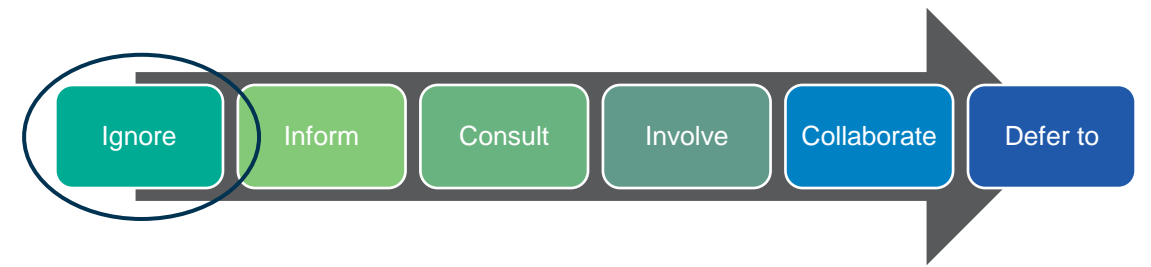 Ignore
Inform
Consult
Involve
Collaborate
Defer to